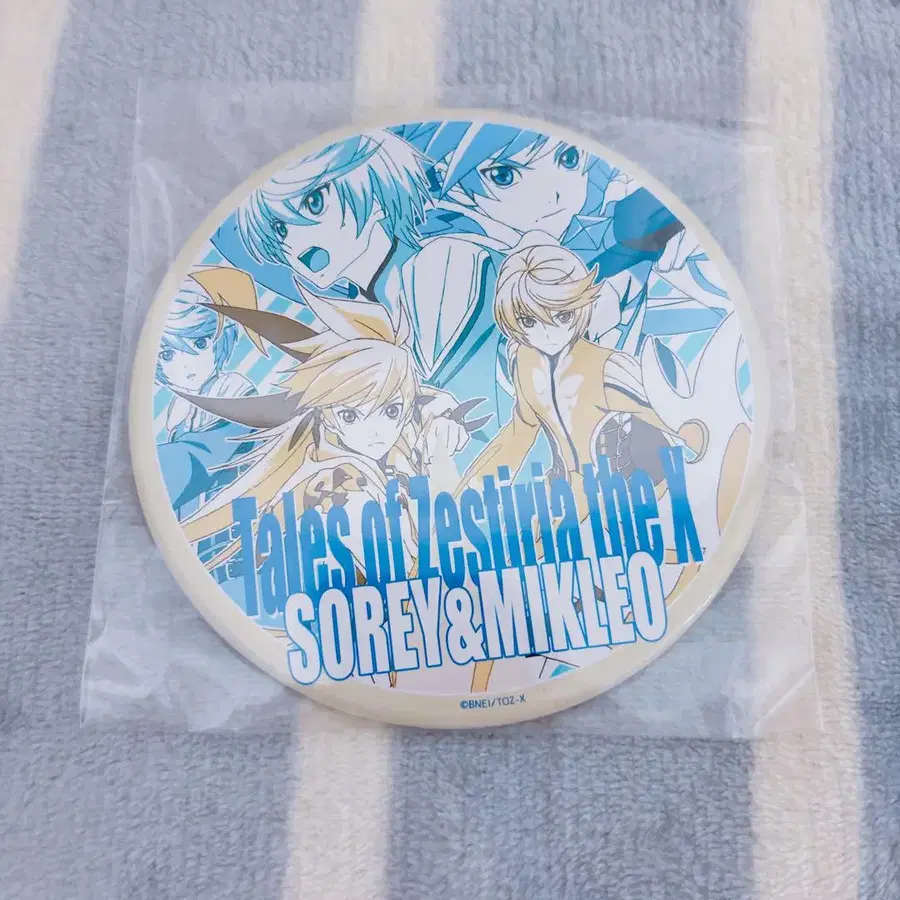 Tales of Zestiria the X
SOREY&MIKLEO
©BNEI/TOZ-X